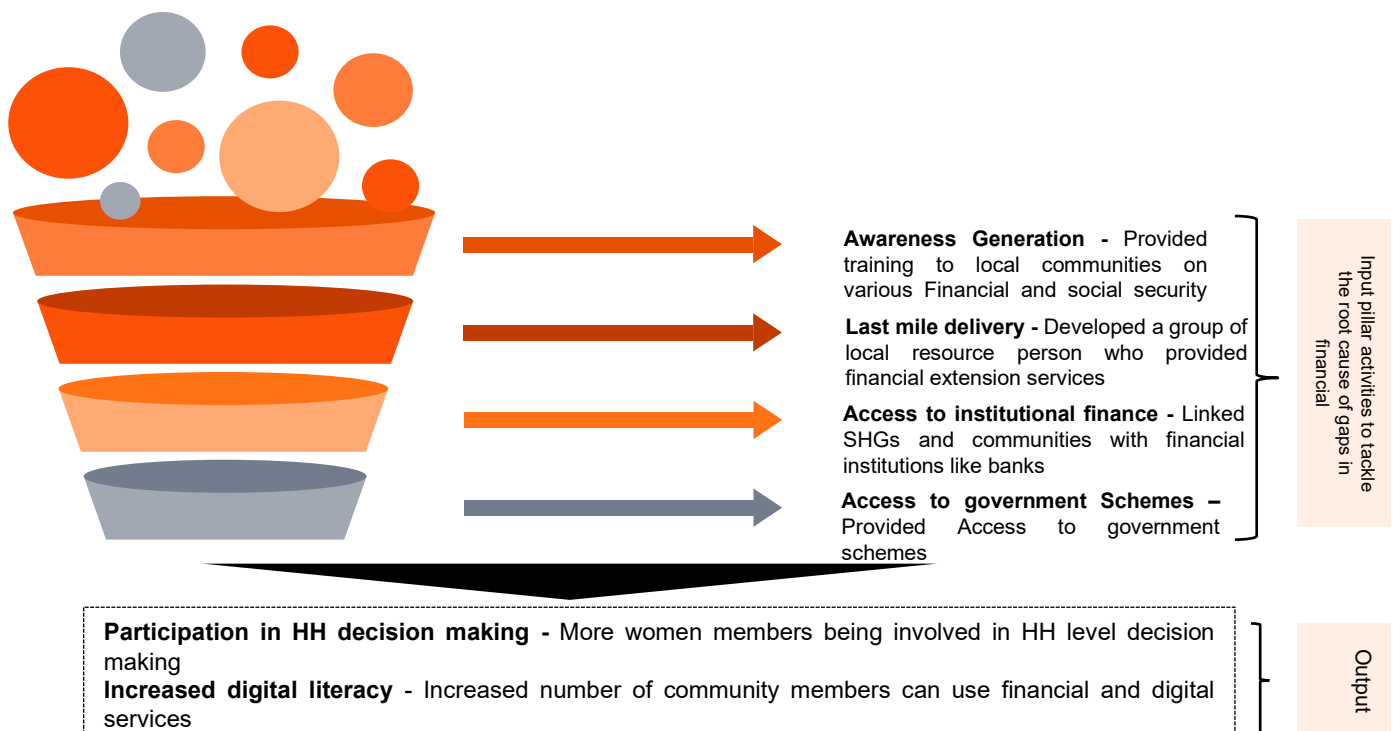 Awareness Generation - Provided
training to local communities on
various Financial and social security
Last mile delivery - Developed a group of
local resource person who provided
financial extension services
Access to institutional finance - Linked
SHGs and communities with financial
institutions like banks
Access to government Schemes –
Provided Access to government
schemes
Input pillar activities to tackle
the root cause of gaps in
financial
Participation in HH decision making - More women members being involved in HH level decision
making
Increased digital literacy - Increased number of community members can use financial and digital
services
Output